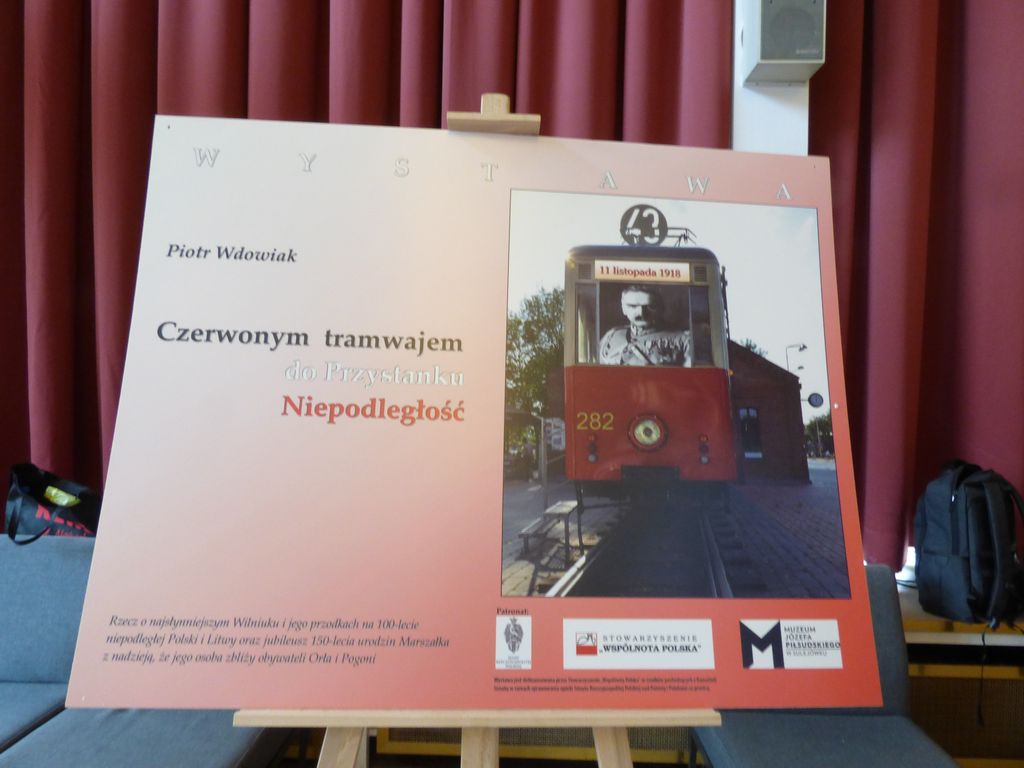 WYSTAWA
Piotr Wdowiak
Czerwonym tramwajem
do Przystanku
Niepodległość
43
11 listopada 1918
282
Rzecz o najsłynniejszym Wilniuku i jego przodkach na 100-lecie
niepodległej Polski i Litwy oraz jubileusz 150-lecia urodzin Marszałka
z nadzieją, że jego osoba zbliży obywateli Orła i Pogoni
Patronat:
STOWARZYSZENIE
„WSPÓLNOTA POLSKA"
MUZEUM
JÓZEFA
PIŁSUDSKIEGO
W SULEJÓWKU